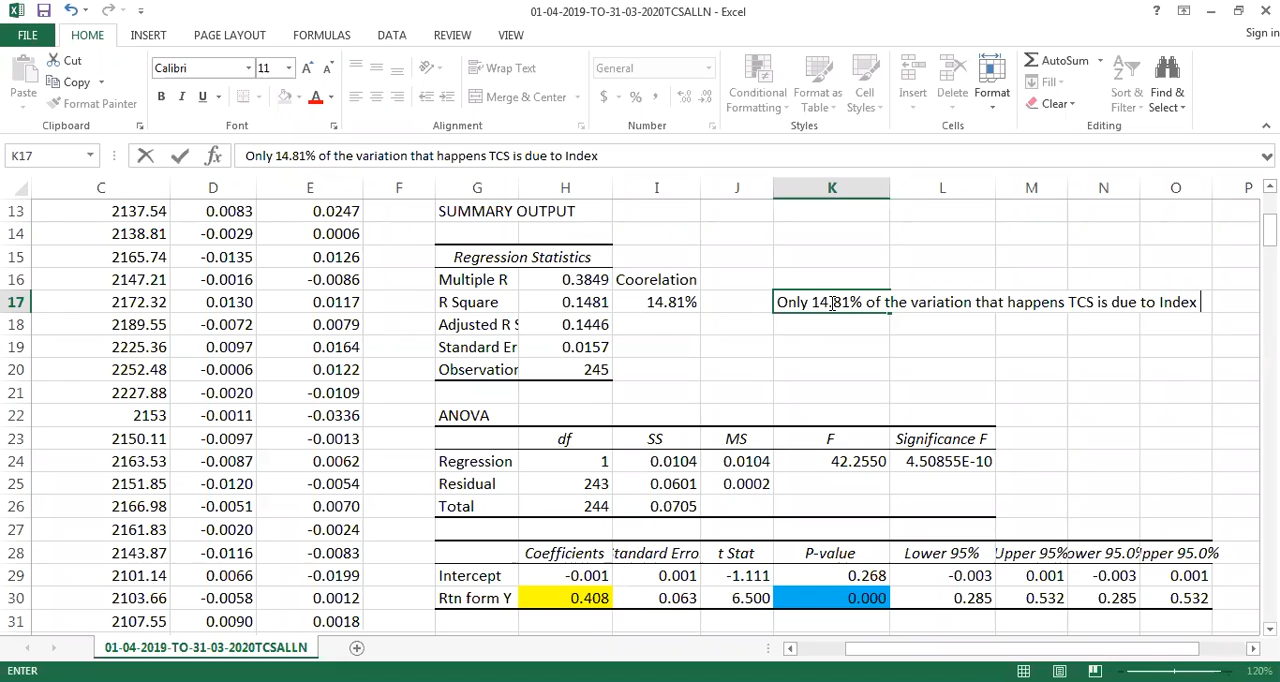 01-04-2019-TO-31-03-2020TCSALLN - Excel
Sign in
FILE HOME INSERT PAGE LAYOUT FORMULAS DATA REVIEW VIEW
Paste Cut Copy Format Painter Clipboard
Calibri 11 B I U A Font
Wrap Text Merge & Center Alignment
General $ % , Number
Conditional Formatting Format as Table Cell Styles Styles
Insert Delete Format Cells
AutoSum Fill Clear Sort & Filter Find & Select Editing
K17 fx Only 14.81% of the variation that happens TCS is due to Index
C D E F G H I J K L M N O P
13 2137.54 0.0083 0.0247 SUMMARY OUTPUT
14 2138.81 -0.0029 0.0006
15 2165.74 -0.0135 0.0126 Regression Statistics
16 2147.21 -0.0016 -0.0086 Multiple R 0.3849 Coorelation
17 2172.32 0.0130 0.0117 R Square 0.1481 14.81% Only 14.81% of the variation that happens TCS is due to Index
18 2189.55 -0.0072 0.0079 Adjusted R S 0.1446
19 2225.36 0.0097 0.0164 Standard Er 0.0157
20 2252.48 -0.0006 0.0122 Observation 245
21 2227.88 -0.0020 -0.0109
22 2153 -0.0011 -0.0336 ANOVA
23 2150.11 -0.0097 -0.0013 df SS MS F Significance F
24 2163.53 -0.0087 0.0062 Regression 1 0.0104 0.0104 42.2550 4.50855E-10
25 2151.85 -0.0120 -0.0054 Residual 243 0.0601 0.0002
26 2166.98 -0.0051 0.0070 Total 244 0.0705
27 2161.83 -0.0020 -0.0024
28 2143.87 -0.0116 -0.0083 Coefficients tandard Erro t Stat P-value Lower 95% Upper 95% ower 95.0% pper 95.0%
29 2101.14 0.0066 -0.0199 Intercept -0.001 0.001 -1.111 0.268 -0.003 0.001 -0.003 0.001
30 2103.66 -0.0058 0.0012 Rtn form Y 0.408 0.063 6.500 0.000 0.285 0.532 0.285 0.532
31 2107.55 0.0090 0.0018
01-04-2019-TO-31-03-2020TCSALLN
ENTER 120%